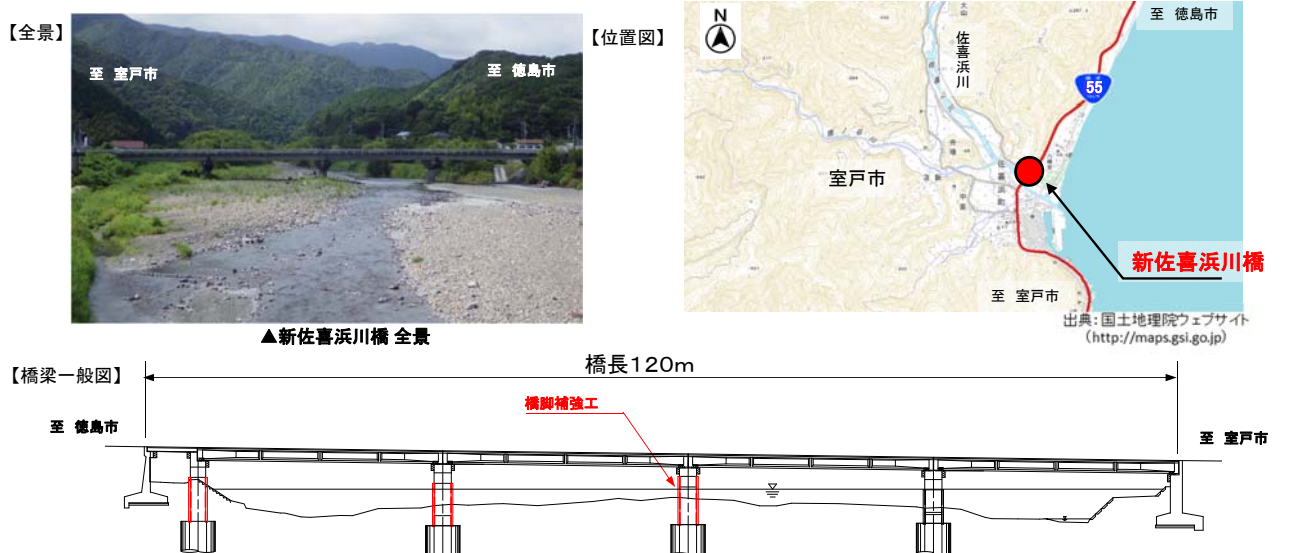 【全景】
至 室戸市
至 徳島市
▲新佐喜浜川橋 全景
【位置図】
N
至 徳島市
佐喜浜川
55
室戸市
佐喜浜町
新佐喜浜川橋
至 室戸市
出典:国土地理院ウェブサイト
(http://maps.gsi.go.jp)
【橋梁一般図】
橋長120m
至 徳島市
橋脚補強工
至 室戸市